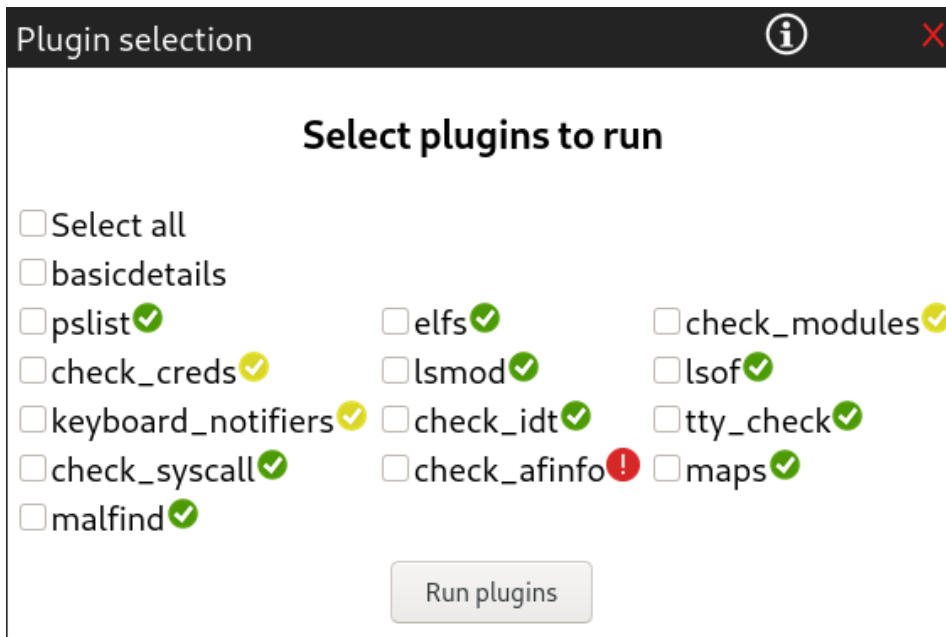 Plugin selection
Select plugins to run
Select all
basicdetails
pslist elfs check_modules
check_creds lsmod lsof
keyboard_notifiers check_idt tty_check
check_syscall check_afinfo maps
malfind
Run plugins